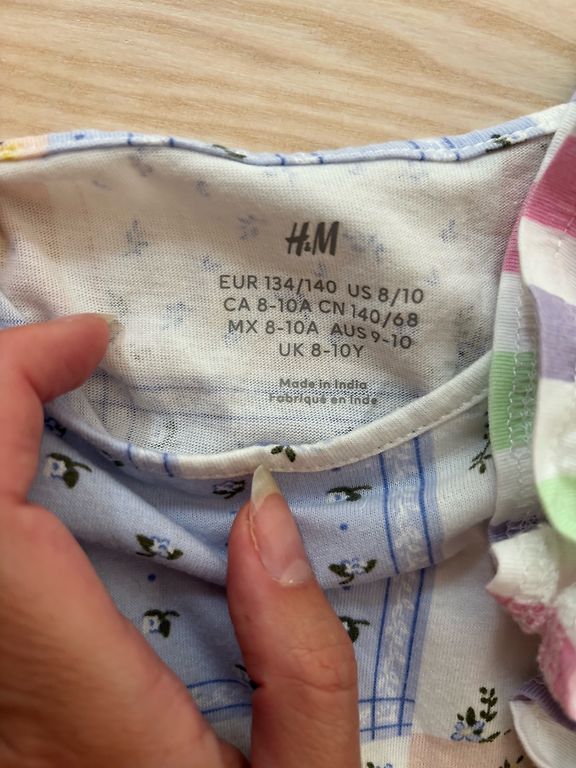 H&M
EUR 134/140 US 8/10
CA 8-10A CN 140/68
MX 8-10A AUS 9-10
UK 8-10Y
Made in India
Fabriqué en Inde